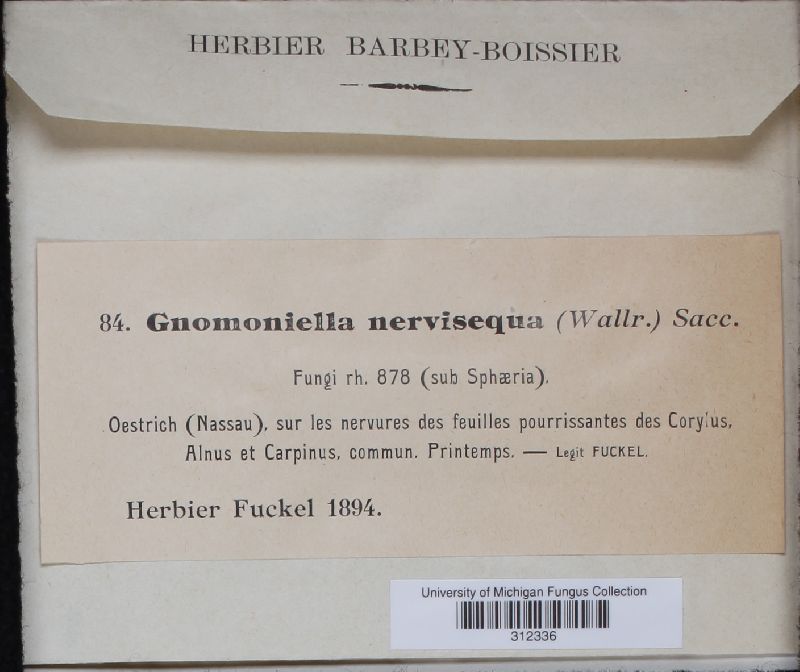 HERBIER BARBEY-BOISSIER
84. Gnomoniella nervisequa (Wallr.) Sacc.
Fungi rh. 878 (sub Sphæria).
Oestrich (Nassau), sur les nervures des feuilles pourrissantes des Corylus,
Alnus et Carpinus, commun. Printemps. — Legit FUCKEL.
Herbier Fuckel 1894.
University of Michigan Fungus Collection
312336